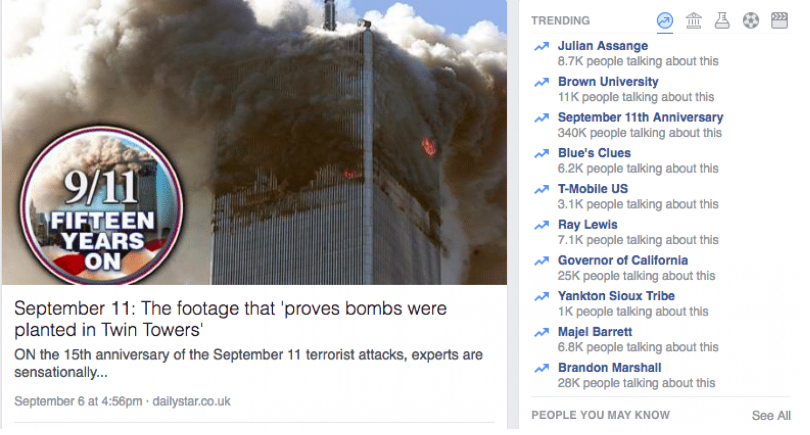 9/11
FIFTEEN
YEARS
ON
September 11: The footage that 'proves bombs were
planted in Twin Towers'
ON the 15th anniversary of the September 11 terrorist attacks, experts are
sensationally...
September 6 at 4:56pm · dailystar.co.uk
TRENDING
Julian Assange
8.7K people talking about this
Brown University
11K people talking about this
September 11th Anniversary
340K people talking about this
Blue's Clues
6.2K people talking about this
T-Mobile US
3.1K people talking about this
Ray Lewis
7.1K people talking about this
Governor of California
25K people talking about this
Yankton Sioux Tribe
1K people talking about this
Majel Barrett
6.8K people talking about this
Brandon Marshall
28K people talking about this
PEOPLE YOU MAY KNOW See All